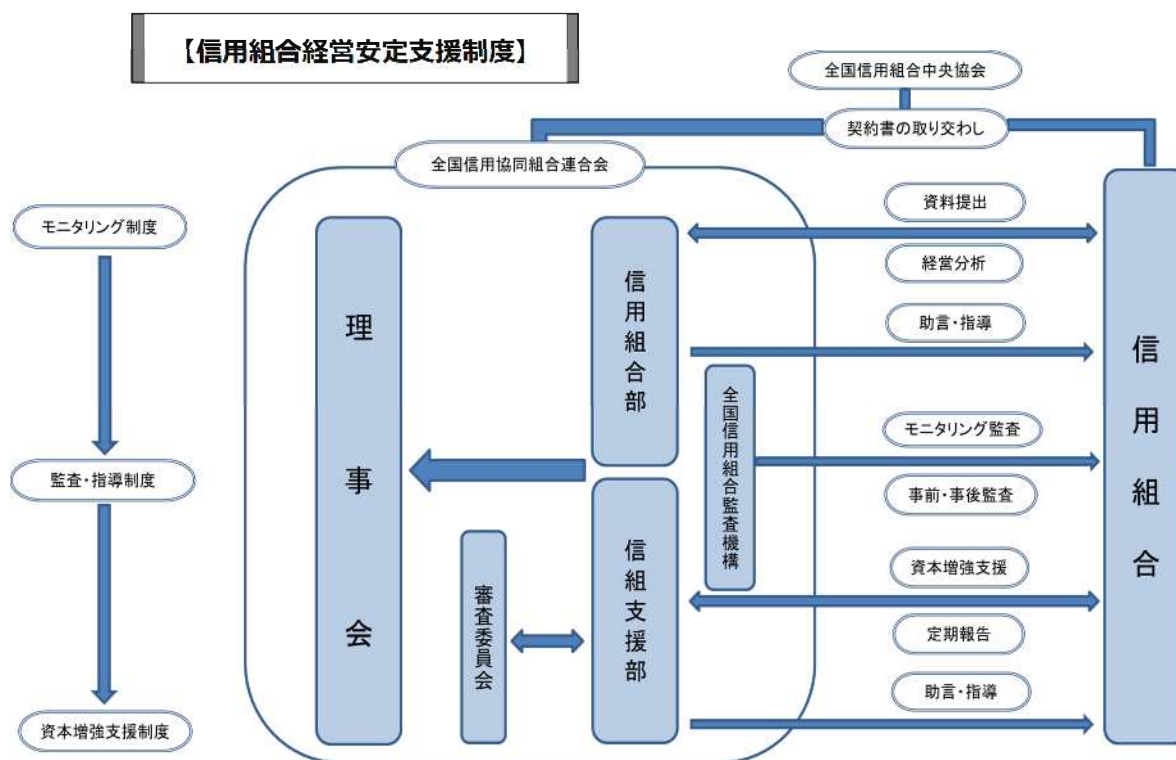 【信用組合経営安定支援制度】
全国信用組合中央協会
契約書の取り交わし
全国信用協同組合連合会
モニタリング制度
監査・指導制度
資本増強支援制度
理事会
審査委員会
信用組合部
信組支援部
全国信用組合監査機構
資料提出
経営分析
助言・指導
モニタリング監査
事前・事後監査
資本増強支援
定期報告
助言・指導
信用組合